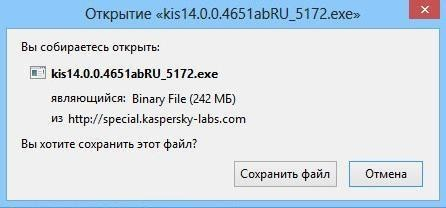 Открытие «kis14.0.0.4651abRU_5172.exe»
Вы собираетесь открыть:
kis14.0.0.4651abRU_5172.exe
являющийся: Binary File (242 МБ)
из http://special.kaspersky-labs.com
Вы хотите сохранить этот файл?
Сохранить файл Отмена